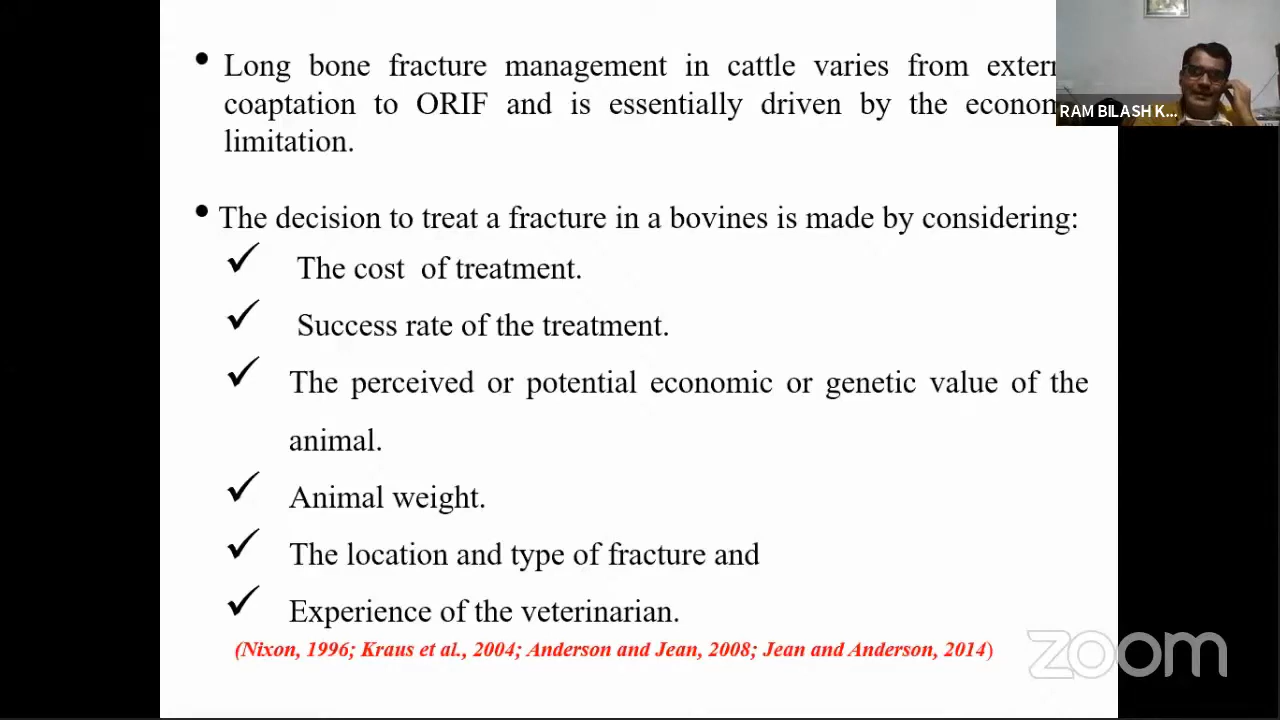 • Long bone fracture management in cattle varies from extern
coaptation to ORIF and is essentially driven by the econom
limitation.
• The decision to treat a fracture in a bovines is made by considering:
✓ The cost of treatment.
✓ Success rate of the treatment.
✓ The perceived or potential economic or genetic value of the
animal.
✓ Animal weight.
✓ The location and type of fracture and
✓ Experience of the veterinarian.
(Nixon, 1996; Kraus et al., 2004; Anderson and Jean, 2008; Jean and Anderson, 2014)
RAM BILASH K...
zoom